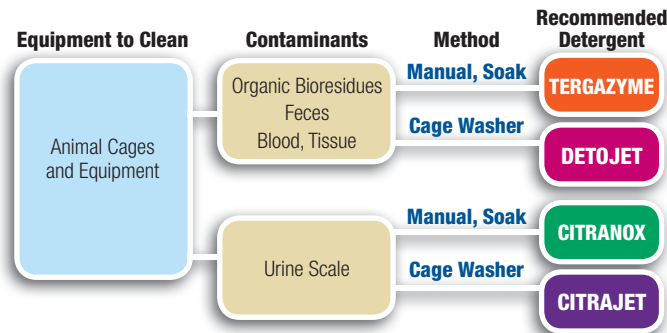 Equipment to Clean
Contaminants
Method
Recommended
Detergent
Animal Cages
and Equipment
Organic Bioresidues
Feces
Blood, Tissue
Manual, Soak
TERGAZYME
Cage Washer
DETOJET
Urine Scale
Manual, Soak
CITRANOX
Cage Washer
CITRAJET